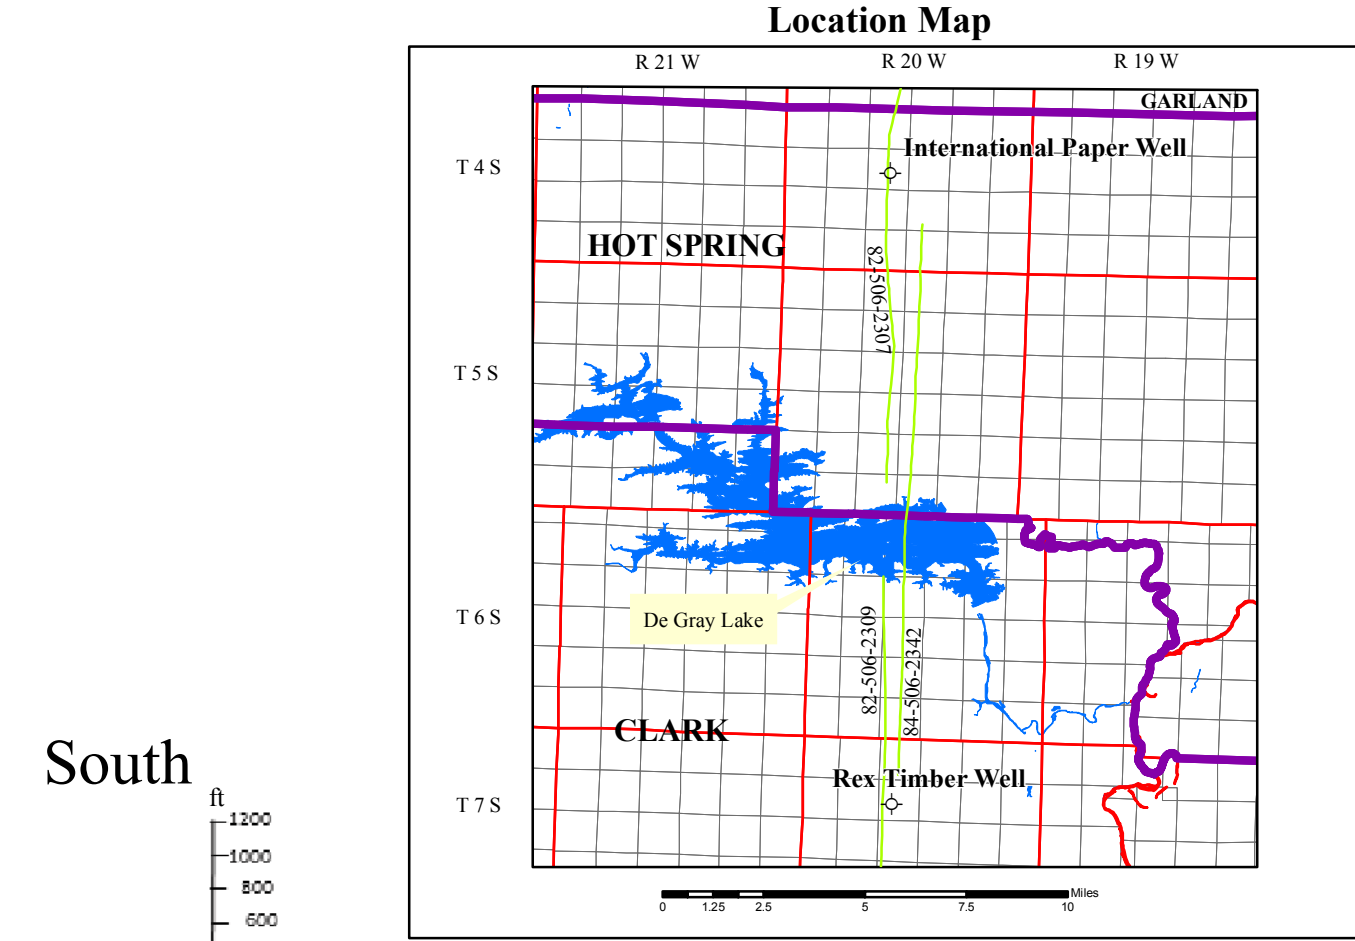 Location Map
R 21 W
R 20 W
R 19 W
GARLAND
International Paper Well
T 4 S
HOT SPRING
82-506-2307
T 5 S
De Gray Lake
T 6 S
82-506-2309
84-506-2342
CLARK
South
Rex Timber Well
ft
T 7 S
1200
1000
800
600
Miles
0
1.25
2.5
5
7.5
10